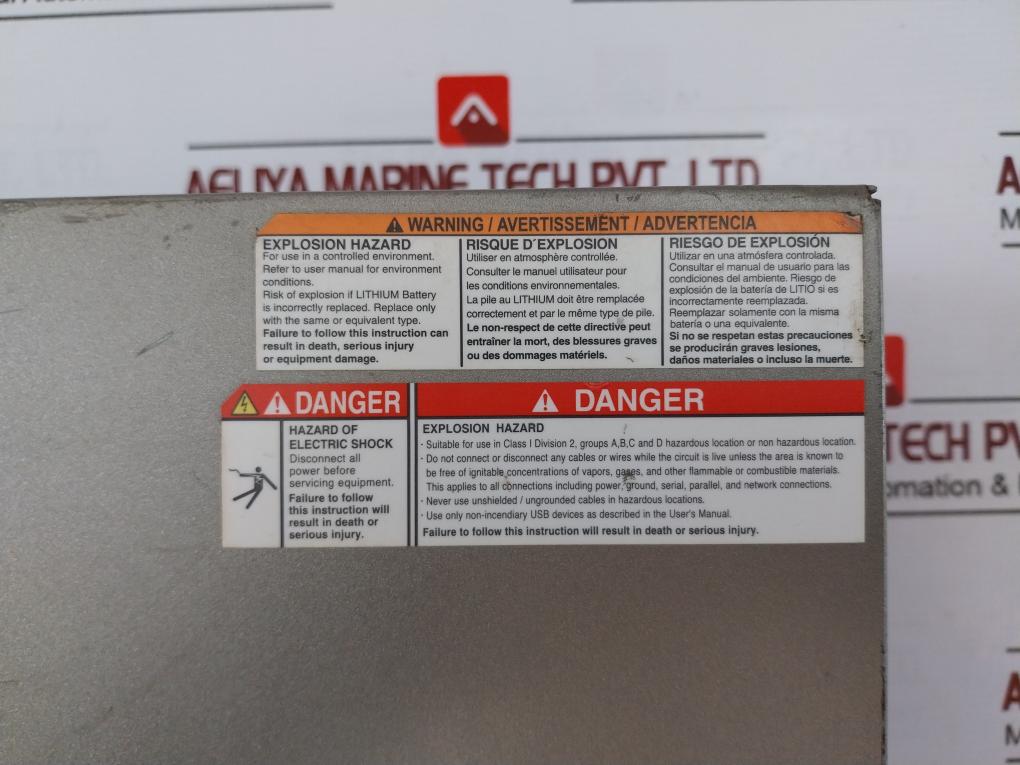 AELIYA MARINE TECH PVT. LTD
WARNING / AVERTISSEMENT / ADVERTENCIA
EXPLOSION HAZARD
For use in a controlled environment.
Refer to user manual for environment
conditions.
Risk of explosion if LITHIUM Battery
is incorrectly replaced. Replace only
with the same or equivalent type.
Failure to follow this instruction can
result in death, serious injury
or equipment damage.
RISQUE D´EXPLOSION
Utiliser en atmosphère controllée.
Consulter le manuel utilisateur pour
les conditions environnementales.
La pile au LITHIUM doit être remplacée
correctement et par le même type de pile.
Le non-respect de cette directive peut
entraîner la mort, des blessures graves
ou des dommages matériels.
RIESGO DE EXPLOSIÓN
Utilizar en una atmósfera controlada.
Consultar el manual de usuario para las
condiciones del ambiente. Riesgo de
explosión de la batería de LITIO si es
incorrectamente reemplazada.
Reemplazar solamente con la misma
batería o una equivalente.
Si no se respetan estas precauciones
se producirán graves lesiones,
daños materiales o incluso la muerte.
DANGER
HAZARD OF
ELECTRIC SHOCK
Disconnect all
power before
servicing equipment.
Failure to follow
this instruction will
result in death or
serious injury.
DANGER
EXPLOSION HAZARD
· Suitable for use in Class I Division 2, groups A,B,C and D hazardous location or non hazardous location.
· Do not connect or disconnect any cables or wires while the circuit is live unless the area is known to
be free of ignitable concentrations of vapors, gases, and other flammable or combustible materials.
This applies to all connections including power, ground, serial, parallel, and network connections.
· Never use unshielded / ungrounded cables in hazardous locations.
· Use only non-incendiary USB devices as described in the User's Manual.
Failure to follow this instruction will result in death or serious injury.
TECH PV
omation &